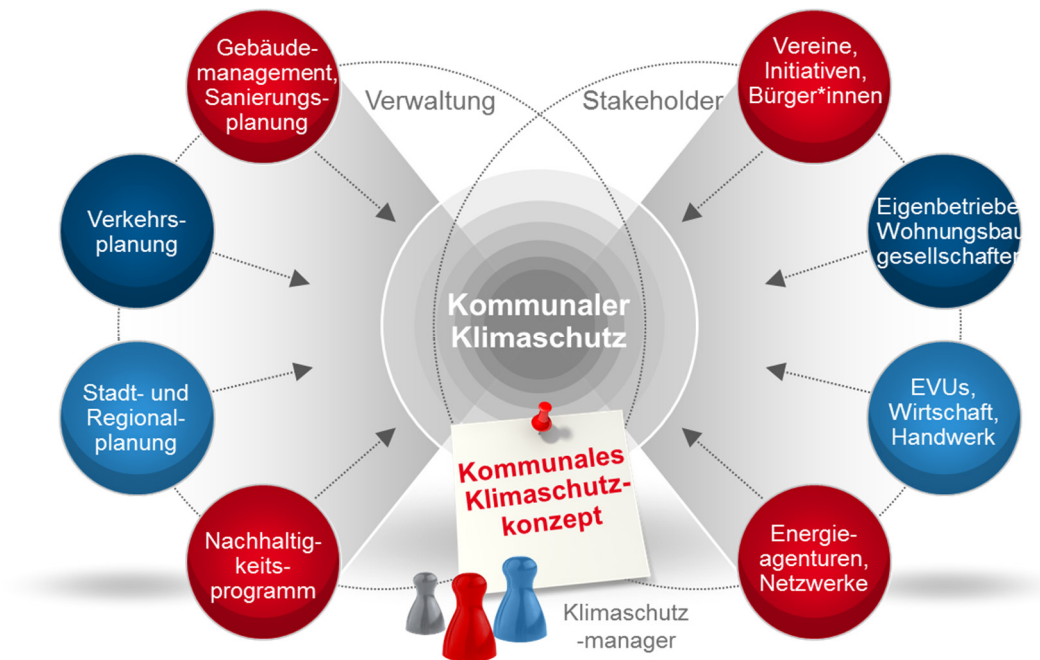 Gebäude-
management,
Sanierungs-
planung
Verwaltung
Stakeholder
Vereine,
Initiativen,
Bürger*innen
Verkehrs-
planung
Eigenbetriebe
Wohnungsbau
gesellschaften
Kommunaler
Klimaschutz
Stadt- und
Regional-
planung
EVUs,
Wirtschaft,
Handwerk
Kommunales
Klimaschutz-
konzept
Nachhaltig-
keits-
programm
Energie-
agenturen,
Netzwerke
Klimaschutz
-manager